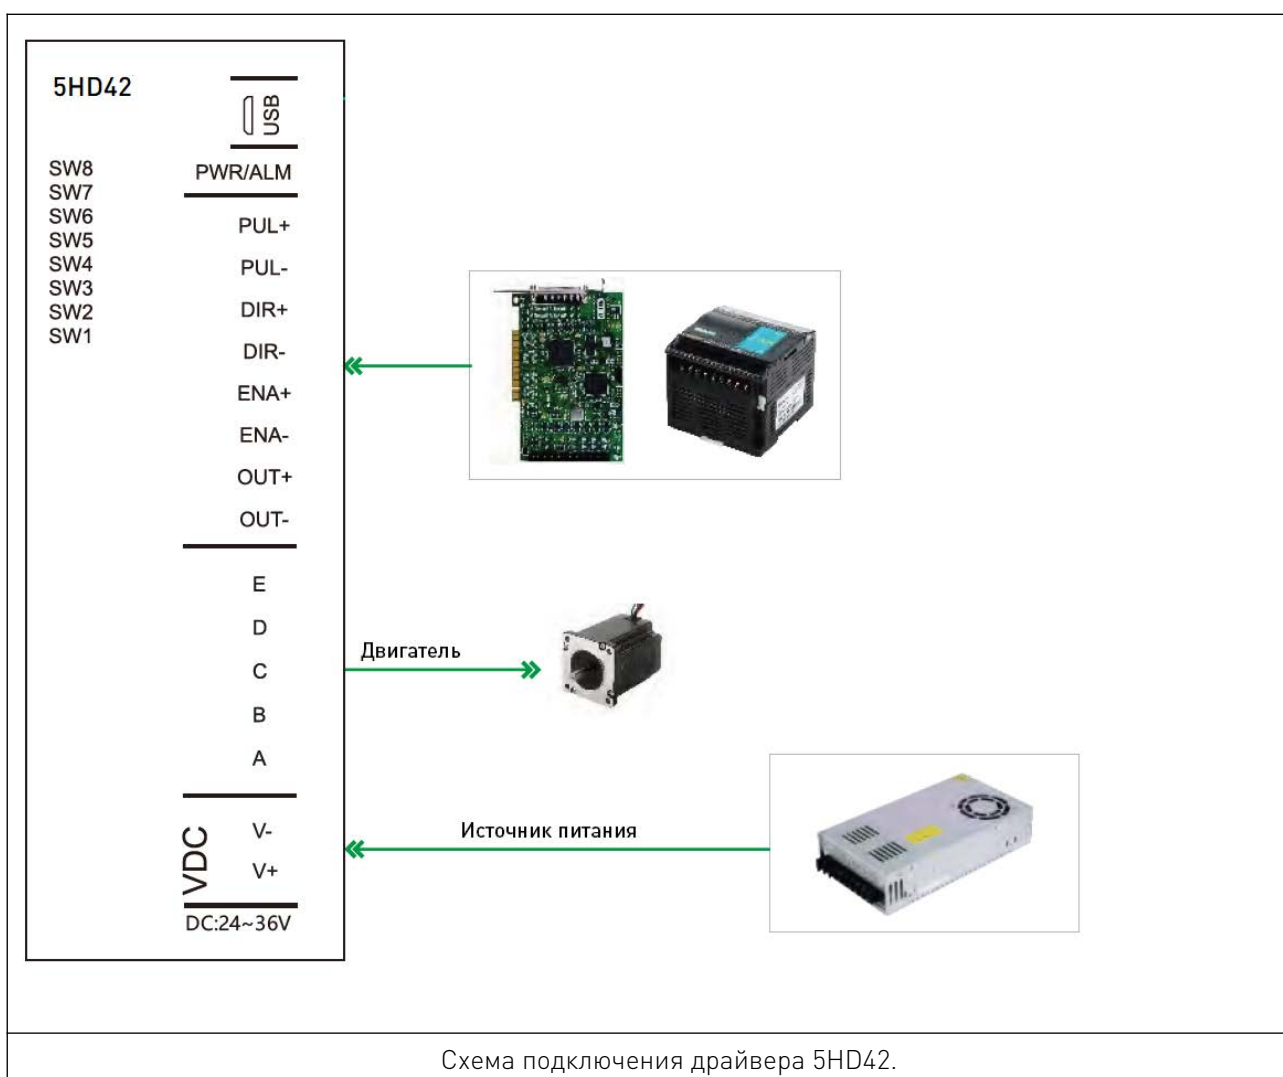 5HD42
USB
SW8
SW7
SW6
SW5
SW4
SW3
SW2
SW1
PWR/ALM
PUL+
PUL-
DIR+
DIR-
ENA+
ENA-
OUT+
OUT-
E
D
C
B
A
Двигатель
VDC
V-
V+
DC:24~36V
Источник питания
Схема подключения драйвера 5HD42.